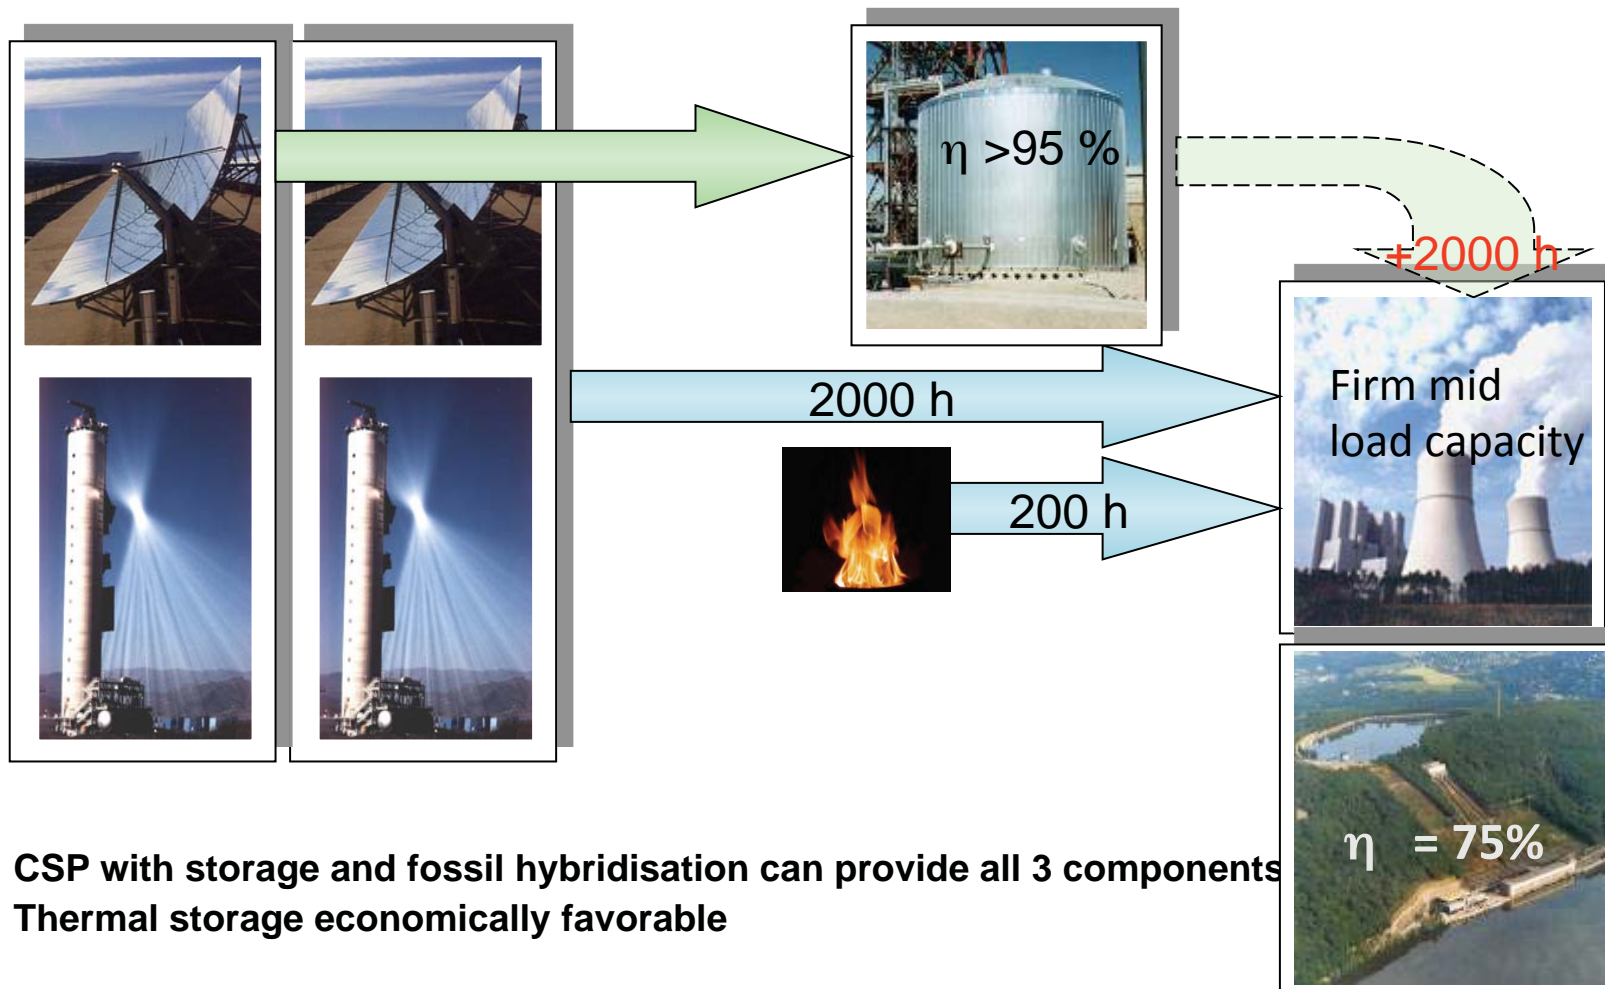 η >95 %
+2000 h
2000 h
Firm mid
load capacity
200 h
η = 75%
CSP with storage and fossil hybridisation can provide all 3 components
Thermal storage economically favorable